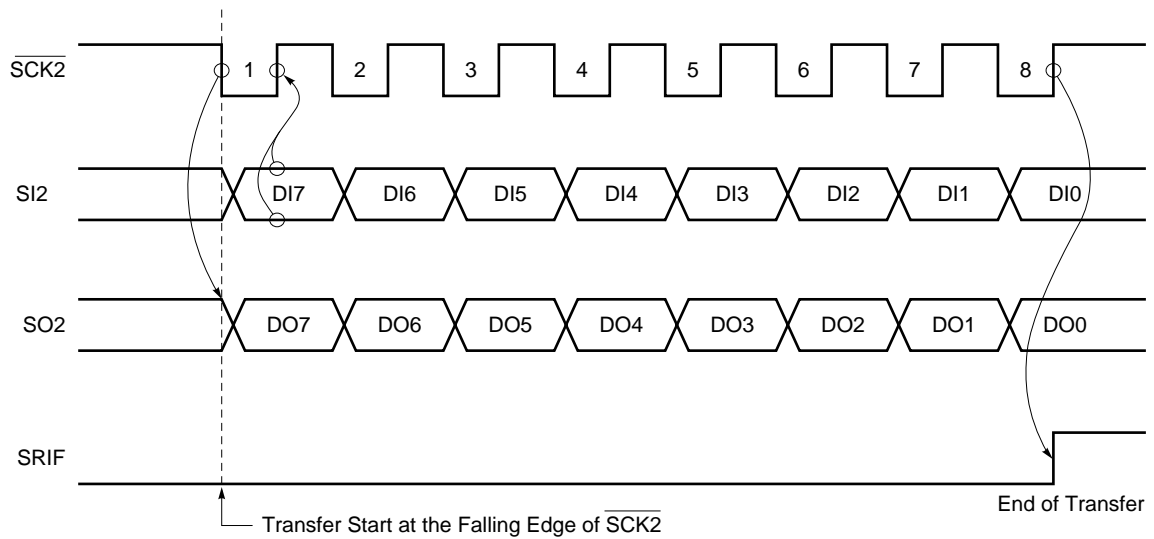 SCK2
1 2 3 4 5 6 7 8
SI2
DI7 DI6 DI5 DI4 DI3 DI2 DI1 DI0
SO2
DO7 DO6 DO5 DO4 DO3 DO2 DO1 DO0
SRIF
End of Transfer
Transfer Start at the Falling Edge of SCK2